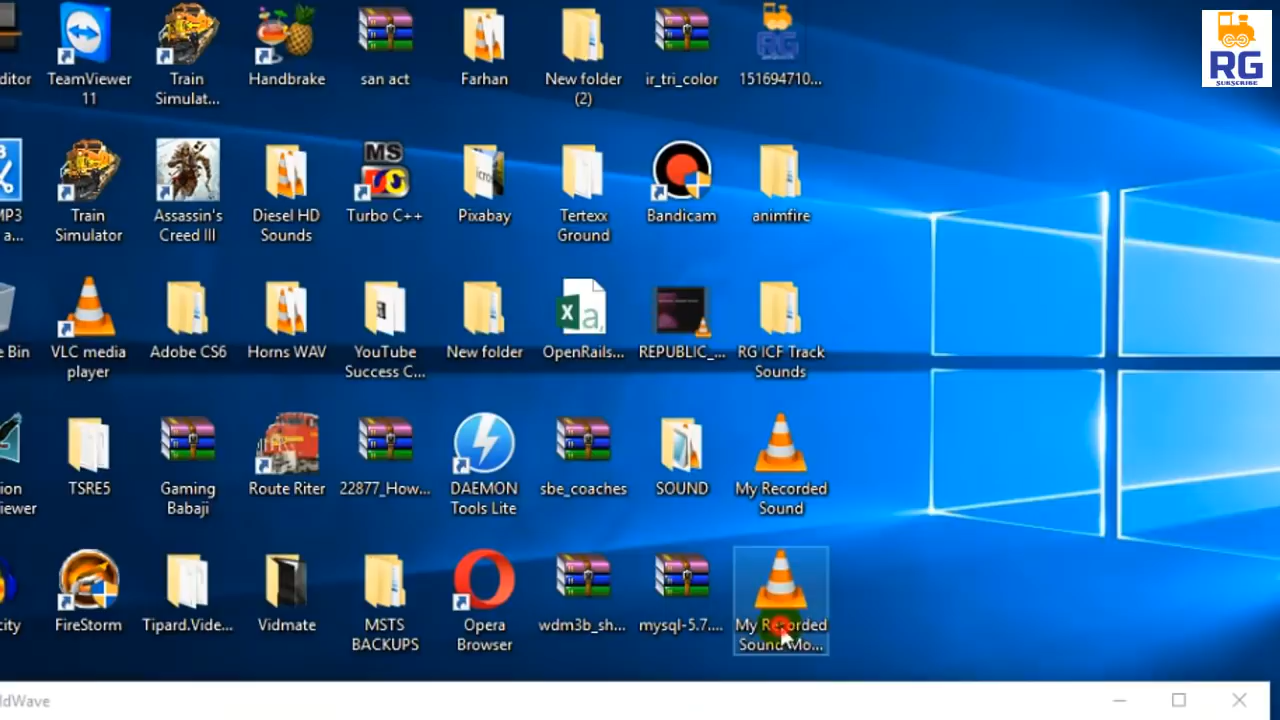 RG
SUBSCRIBE
ditor
TeamViewer
11
Train
Simulat...
Handbrake
san act
Farhan
New folder
(2)
ir_tri_color
151694710...
RG
MP3
a...
Train
Simulator
Assassin's
Creed III
Diesel HD
Sounds
MS
Turbo C++
icro
Pixabay
Tertexx
Ground
Bandicam
animfire
e Bin
VLC media
player
Adobe CS6
Horns WAV
YouTube
Success C...
New folder
X a,
OpenRails...
REPUBLIC_...
RG ICF Track
Sounds
ion
iewer
TSRE5
Gaming
Babaji
Route Riter
22877_How...
DAEMON
Tools Lite
sbe_coaches
SOUND
My Recorded
Sound
city
FireStorm
Tipard.Vide...
Vidmate
MSTS
BACKUPS
Opera
Browser
wdm3b_sh...
mysql-5.7....
My Recorded
Sound Mo...
ldWave